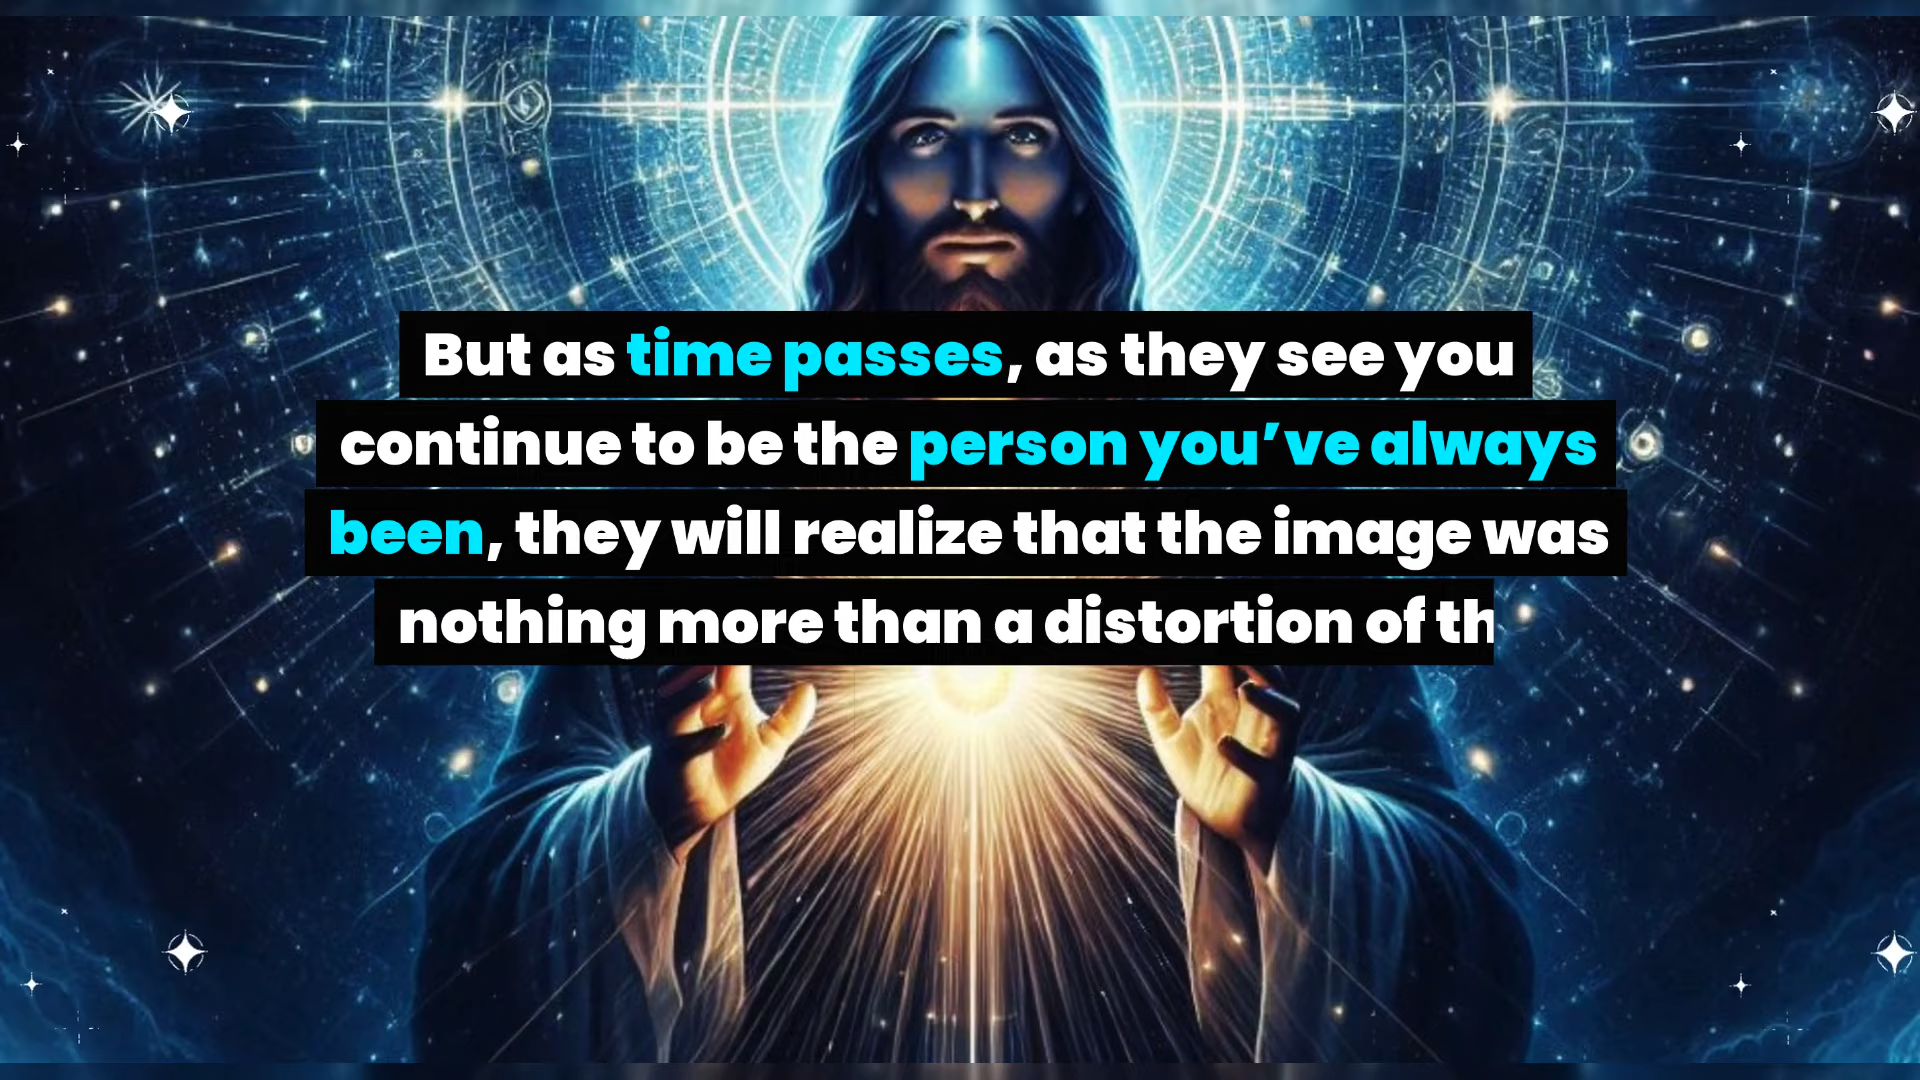 But as time passes, as they see you
continue to be the person you’ve always
been, they will realize that the image was
nothing more than a distortion of th